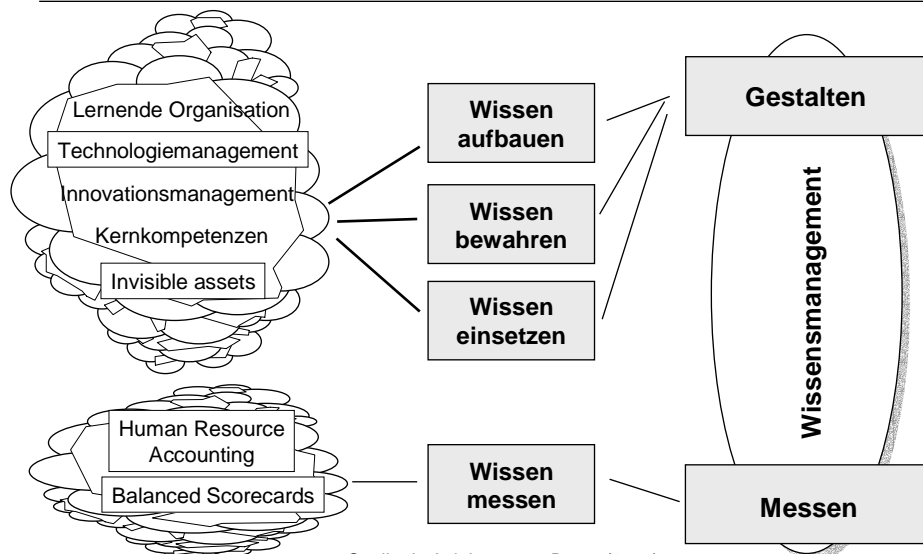 Lernende Organisation
Technologiemanagement
Innovationsmanagement
Kernkompetenzen
Invisible assets
Human Resource
Accounting
Balanced Scorecards
Wissen
aufbauen
Wissen
bewahren
Wissen
einsetzen
Wissen
messen
Gestalten
Wissensmanagement
Messen